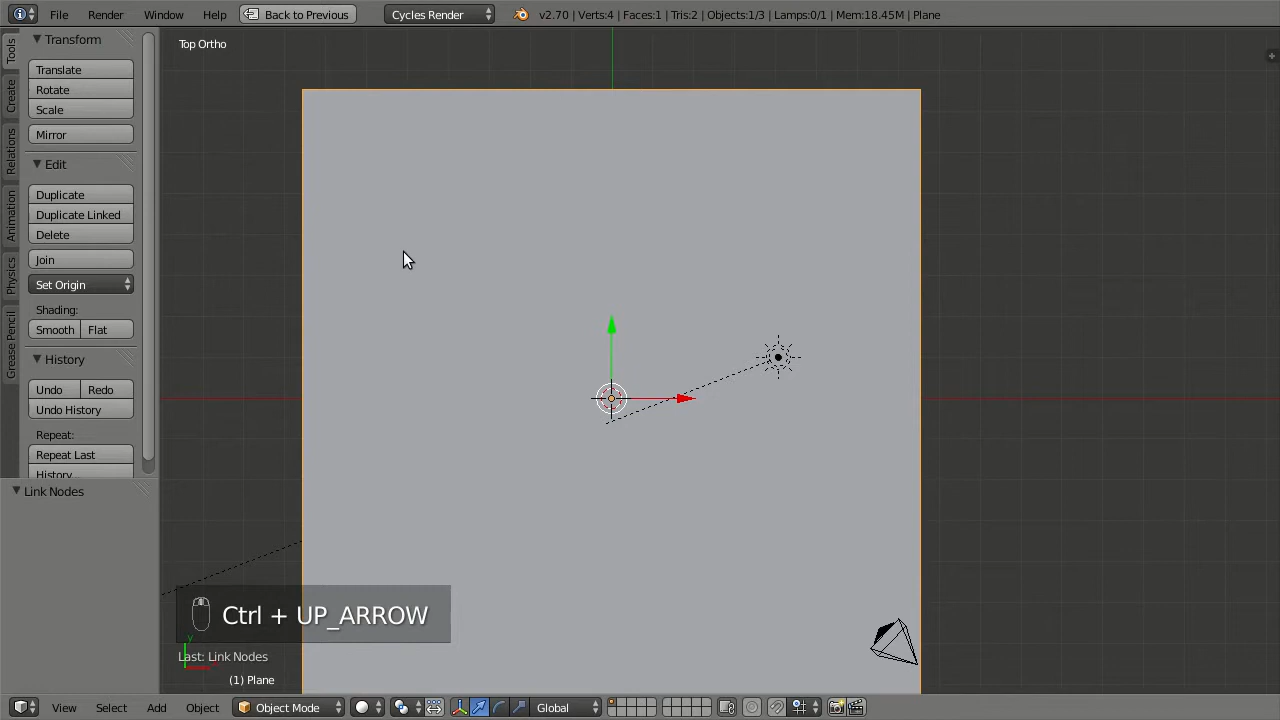 File Render Window Help Back to Previous Cycles Render v2.70 | Verts:4 | Faces:1 | Tris:2 | Objects:1/3 | Lamps:0/1 | Mem:18.45M | Plane
Tools
Create
Relations
Animation
Physics
Grease Pencil
Transform
Translate
Rotate
Scale
Mirror
Edit
Duplicate
Duplicate Linked
Delete
Join
Set Origin
Shading:
Smooth Flat
History
Undo Redo
Undo History
Repeat:
Repeat Last
History...
Link Nodes
Top Ortho
Ctrl + UP_ARROW
y
Last: Link Nodes
(1) Plane
View Select Add Object Object Mode Global